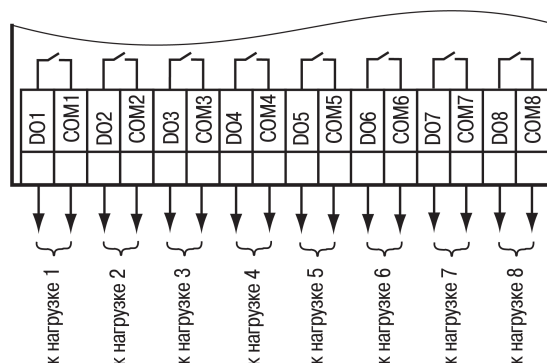 DO1
COM1
DO2
COM2
DO3
COM3
DO4
COM4
DO5
COM5
DO6
COM6
DO7
COM7
DO8
COM8
к нагрузке 1
к нагрузке 2
к нагрузке 3
к нагрузке 4
к нагрузке 5
к нагрузке 6
к нагрузке 7
к нагрузке 8